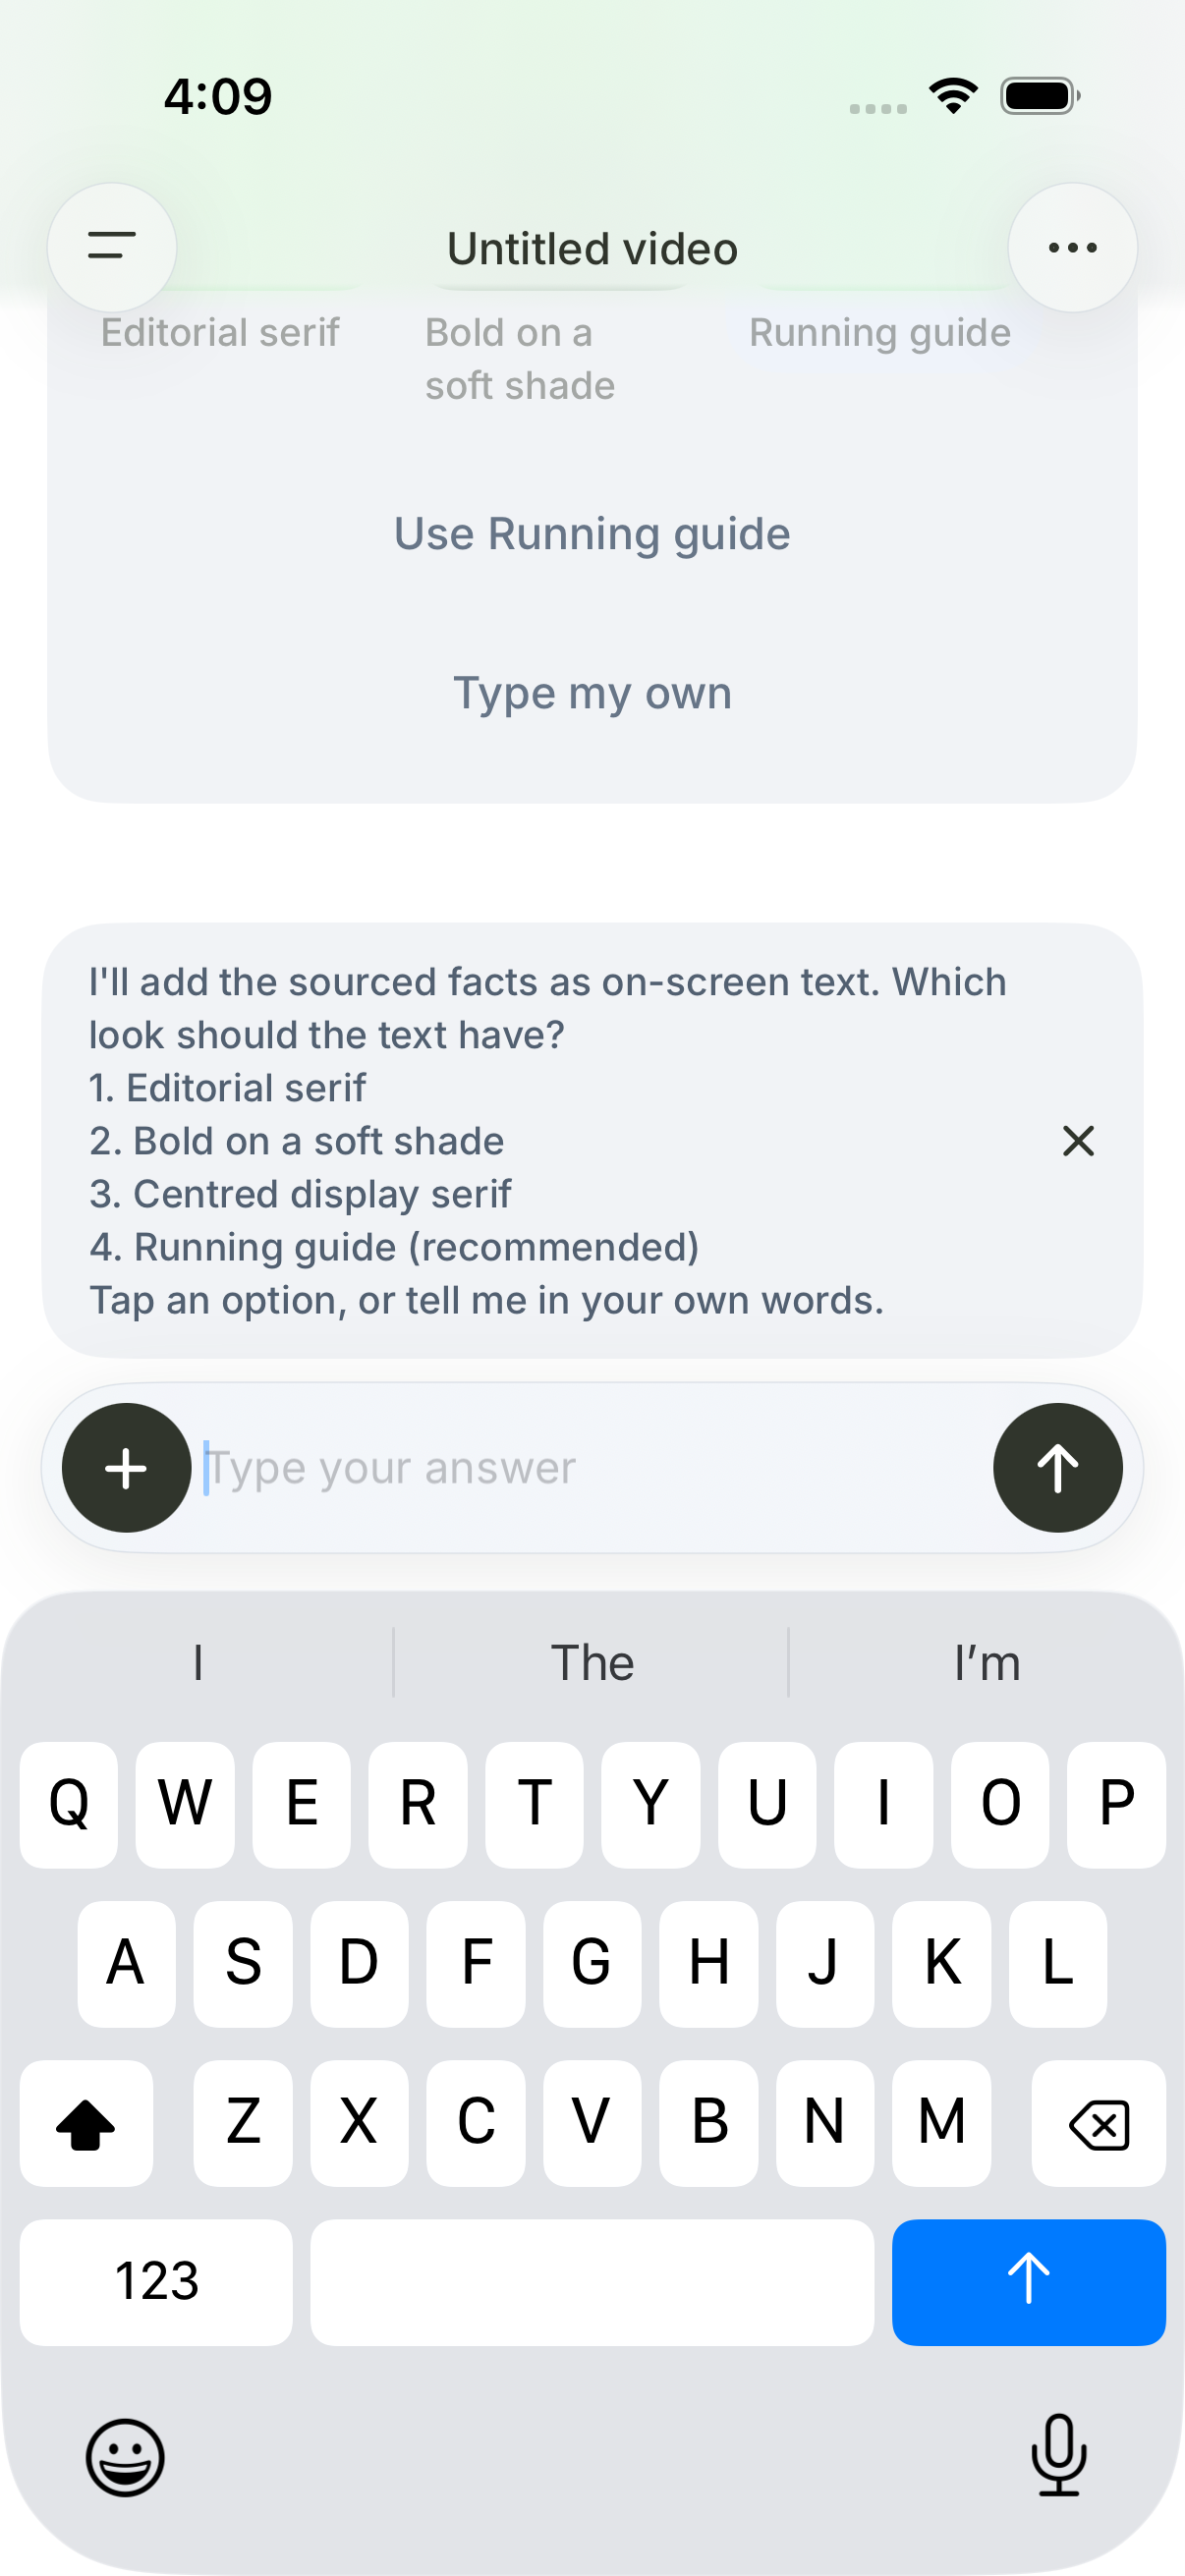 4:09
Untitled video
Editorial serif
Bold on a
soft shade
Running guide
Use Running guide
Type my own
I'll add the sourced facts as on-screen text. Which
look should the text have?
1. Editorial serif
2. Bold on a soft shade
3. Centred display serif
4. Running guide (recommended)
Tap an option, or tell me in your own words.
Type your answer
I The I’m
Q W E R T Y U I O P
A S D F G H J K L
Z X C V B N M
123